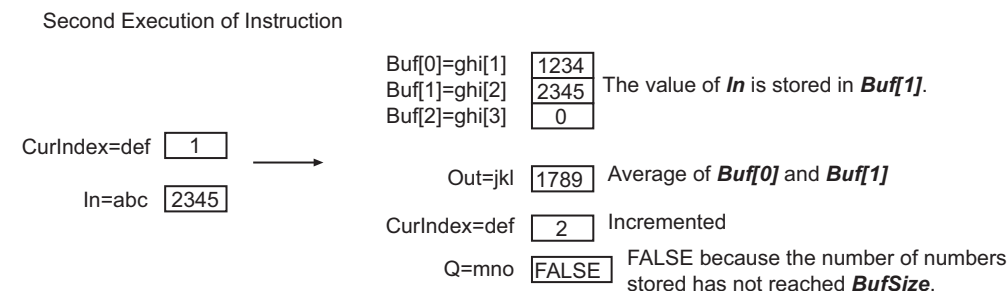 Second Execution of Instruction
Buf[0]=ghi[1] 1234
Buf[1]=ghi[2] 2345 The value of In is stored in Buf[1].
Buf[2]=ghi[3] 0
CurIndex=def 1
In=abc 2345
Out=jkl 1789 Average of Buf[0] and Buf[1]
CurIndex=def 2 Incremented
Q=mno FALSE FALSE because the number of numbers
stored has not reached BufSize.